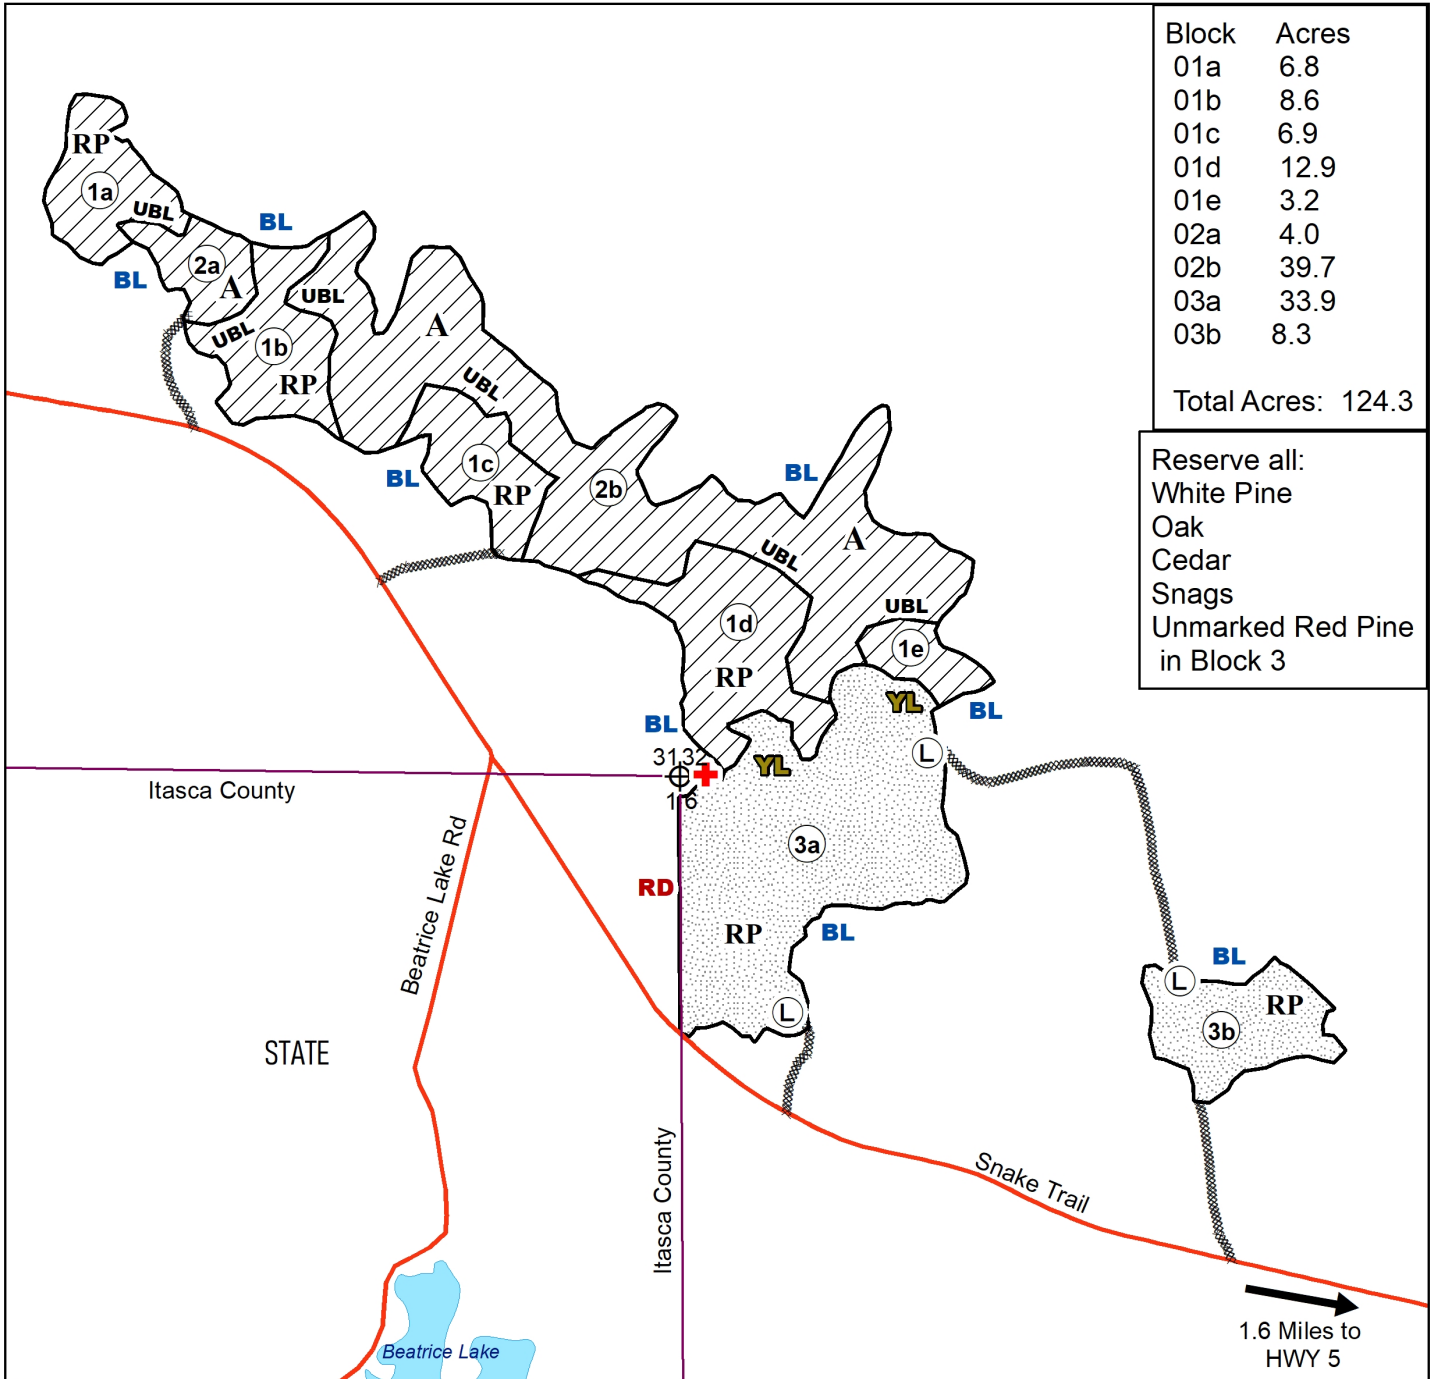 Block Acres
01a 6.8
01b 8.6
01c 6.9
01d 12.9
01e 3.2
02a 4.0
02b 39.7
03a 33.9
03b 8.3
Total Acres: 124.3
Reserve all:
White Pine
Oak
Cedar
Snags
Unmarked Red Pine
in Block 3
RP
1a
UBL
BL
2a
BL
A
UBL
UBL
1b
RP
A
UBL
1c
BL
RP
2b
BL
A
UBL
UBL
1d
1e
RP
YL
BL
BL
L
31 32
YL
1 6
Itasca County
3a
Beatrice Lake Rd
RD
RP
BL
BL
L
RP
L
3b
STATE
Itasca County
Snake Trail
1.6 Miles to
HWY 5
Beatrice Lake